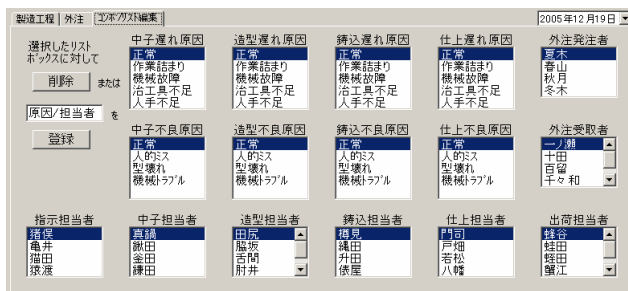 製造工程 外注 コンボリスト編集 2005年12月19日
選択したリスト
ボックスに対して
削除 または
原因/担当者 を
登録
中子遅れ原因
正常
作業詰まり
機械故障
治工具不足
人手不足
造型遅れ原因
正常
作業詰まり
機械故障
治工具不足
人手不足
鋳込遅れ原因
正常
作業詰まり
機械故障
治工具不足
人手不足
仕上遅れ原因
正常
作業詰まり
機械故障
治工具不足
人手不足
外注発注者
夏木
春山
秋月
冬木
中子不良原因
正常
人的ミス
型壊れ
機械トラブル
造型不良原因
正常
人的ミス
型壊れ
機械トラブル
鋳込不良原因
正常
人的ミス
型壊れ
機械トラブル
仕上不良原因
正常
人的ミス
型壊れ
機械トラブル
外注受取者
一ノ瀬
十田
百留
千々和
指示担当者
猪俣
亀井
猫田
猿渡
中子担当者
真鍋
鍬田
釜田
鎌田
造型担当者
田尻
脇坂
舌間
肘井
鋳込担当者
樽見
縄田
升田
俵屋
仕上担当者
門司
戸畑
若松
八幡
出荷担当者
蜂谷
蛙田
蛭田
蟹江